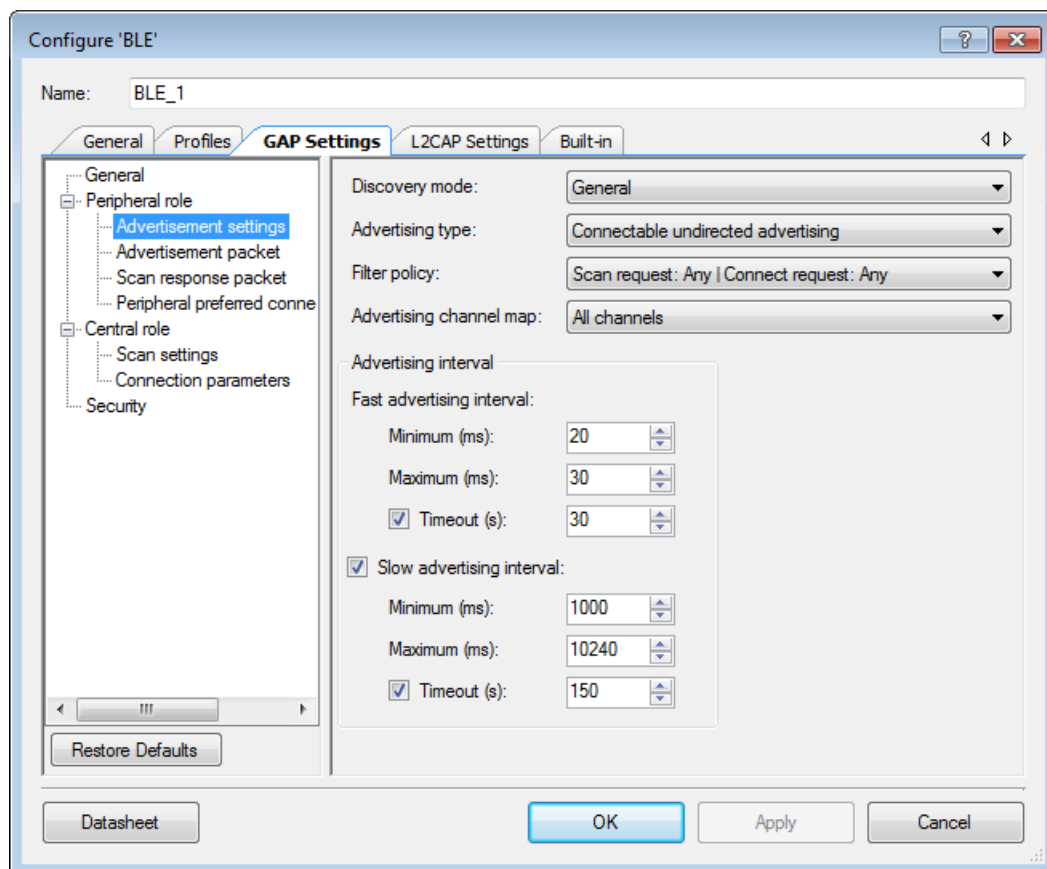 Configure 'BLE'
Name: BLE_1
General Profiles GAP Settings L2CAP Settings Built-in
General
Peripheral role
Advertisement settings
Advertisement packet
Scan response packet
Peripheral preferred conne
Central role
Scan settings
Connection parameters
Security
Restore Defaults
Discovery mode: General
Advertising type: Connectable undirected advertising
Filter policy: Scan request: Any | Connect request: Any
Advertising channel map: All channels
Advertising interval
Fast advertising interval:
Minimum (ms): 20
Maximum (ms): 30
Timeout (s): 30
Slow advertising interval:
Minimum (ms): 1000
Maximum (ms): 10240
Timeout (s): 150
Datasheet OK Apply Cancel